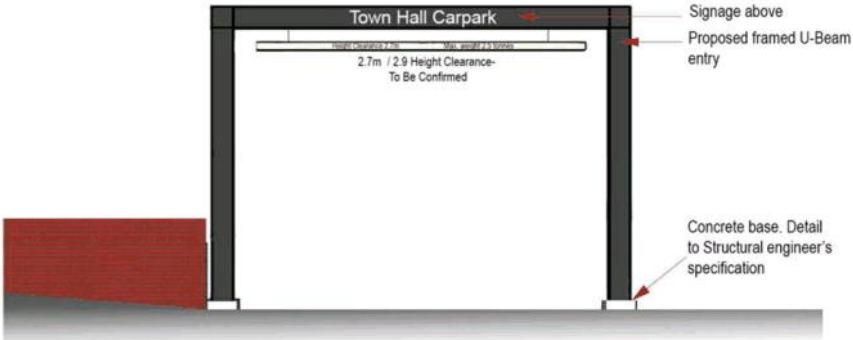 Town Hall Carpark
Signage above
Proposed framed U-Beam
entry
Height Clearance 2.7m Max. weight 2.5 tonnes
2.7m / 2.9 Height Clearance-
To Be Confirmed
Concrete base. Detail
to Structural engineer's
specification